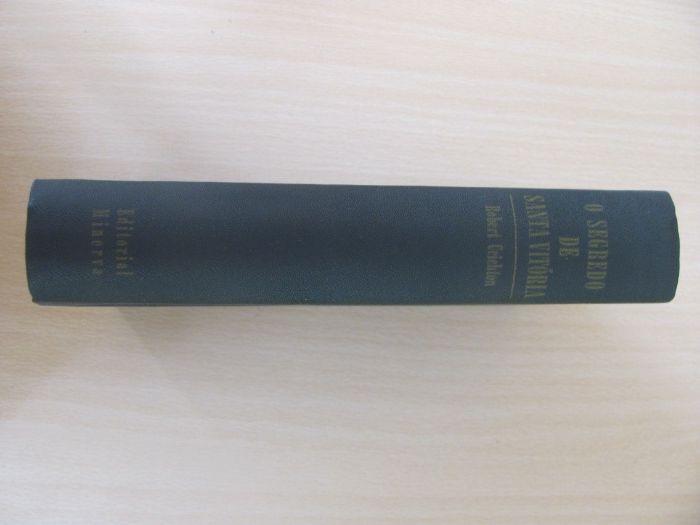 O SEGREDO
DE
SANTA VITÓRIA
Robert Crichton
Editorial
Minerva